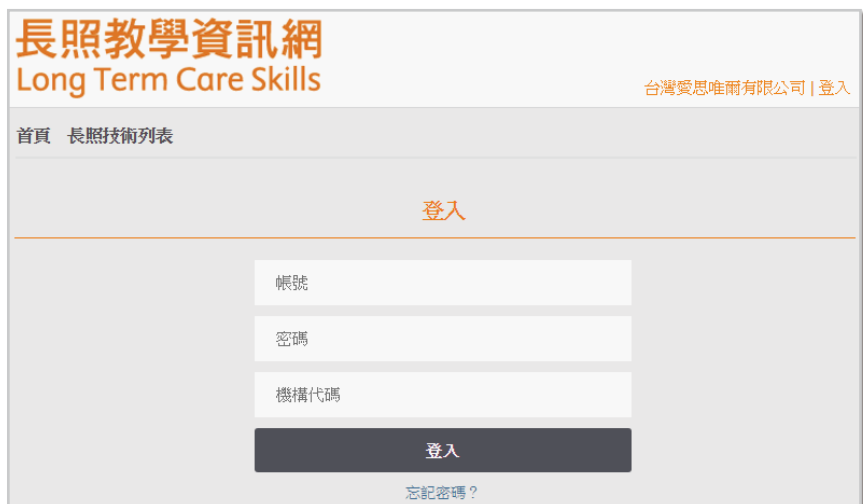 長照教學資訊網
Long Term Care Skills
台灣愛思唯爾有限公司 | 登入
首頁 長照技術列表
登入
帳號
密碼
機構代碼
登入
忘記密碼？